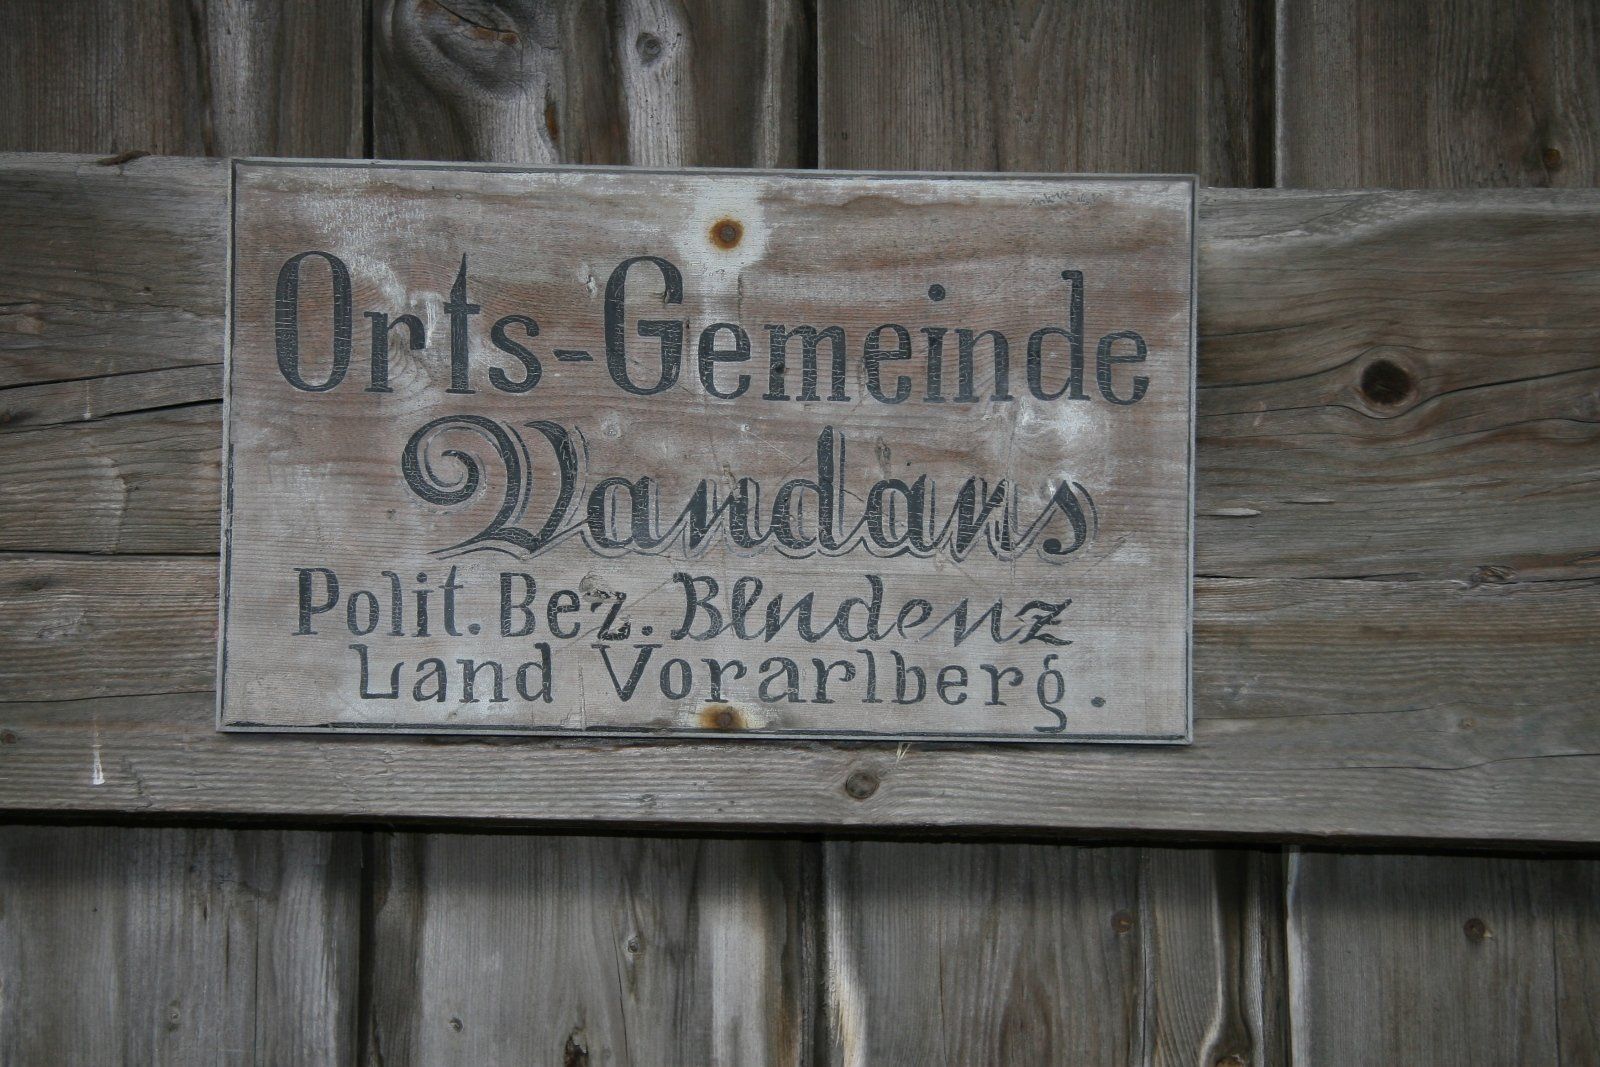 Orts-Gemeinde
Vandans
Polit. Bez. Bludenz
Land Vorarlberg.